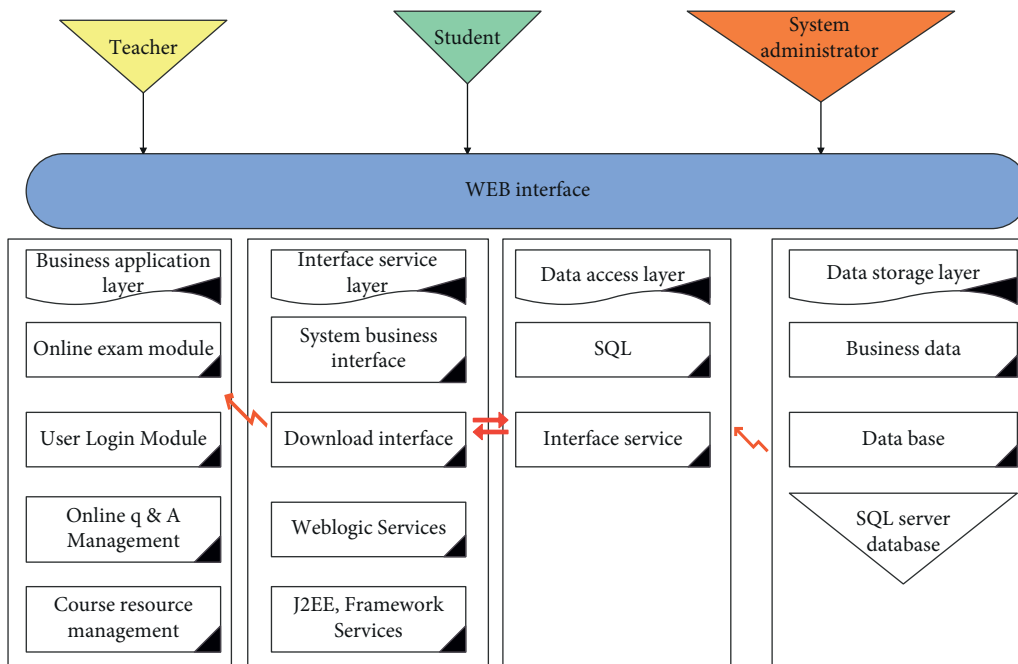 Teacher
Student
System
administrator
WEB interface
Business application
layer
Online exam module
User Login Module
Online q & A
Management
Course resource
management
Interface service
layer
System business
interface
Download interface
Weblogic Services
J2EE, Framework
Services
Data access layer
SQL
Interface service
Data storage layer
Business data
Data base
SQL server
database